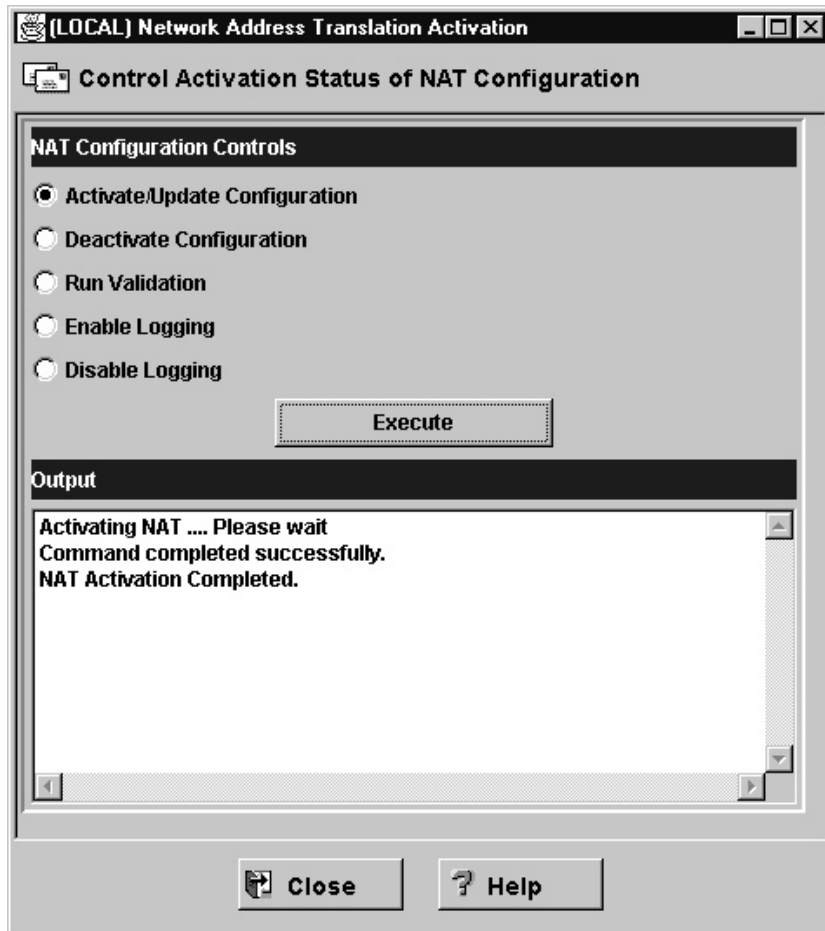 (LOCAL) Network Address Translation Activation
Control Activation Status of NAT Configuration
NAT Configuration Controls
Activate/Update Configuration
Deactivate Configuration
Run Validation
Enable Logging
Disable Logging
Execute
Output
Activating NAT .... Please wait
Command completed successfully.
NAT Activation Completed.
Close
? Help